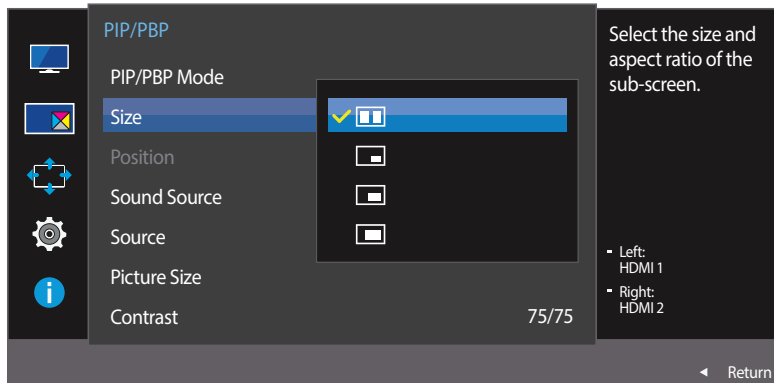 PIP/PBP
PIP/PBP Mode
Size
Position
Sound Source
Source
Picture Size
Contrast 75/75
Select the size and
aspect ratio of the
sub-screen.
- Left:
HDMI 1
- Right:
HDMI 2
◄ Return